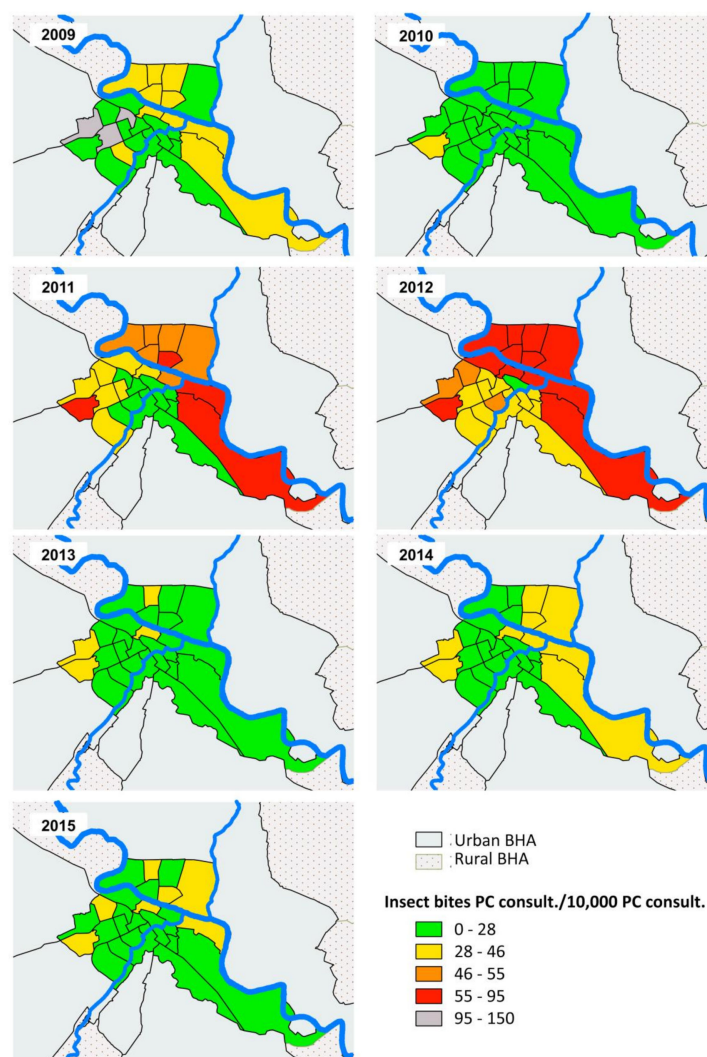 2009
2010
2011
2012
2013
2014
2015
Urban BHA
Rural BHA
Insect bites PC consult./10,000 PC consult.
0 - 28
28 - 46
46 - 55
55 - 95
95 - 150